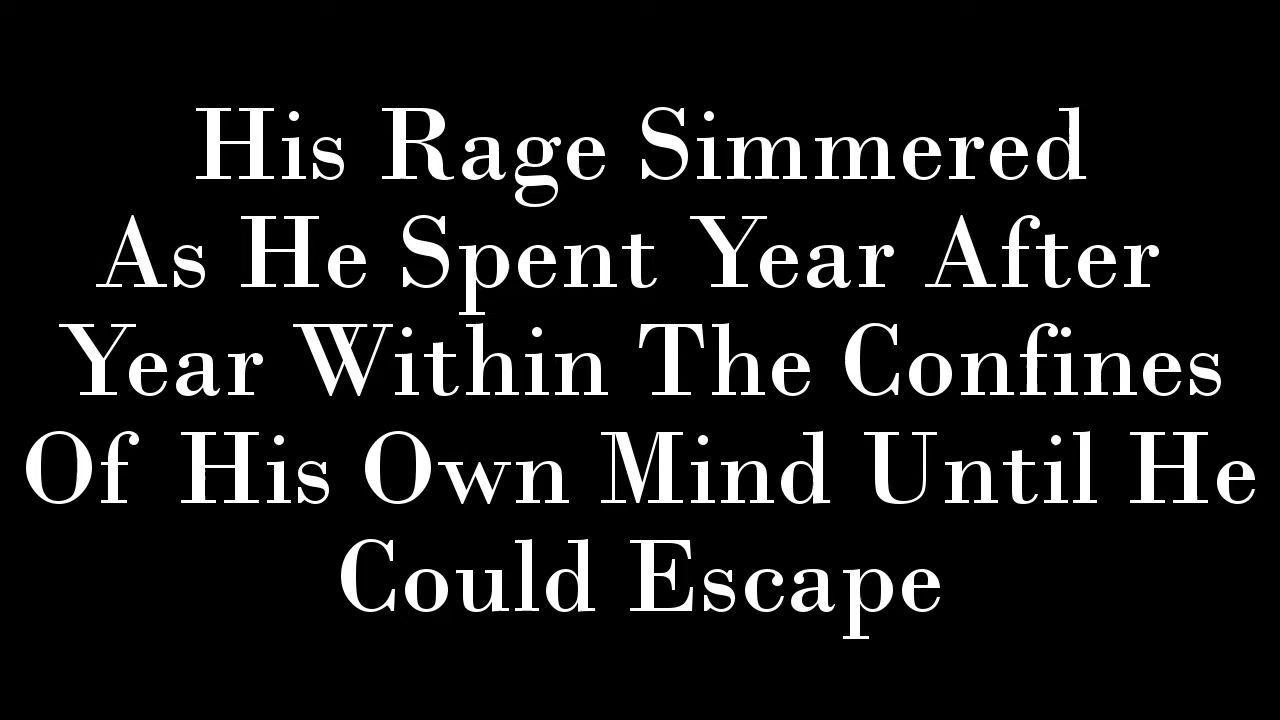 His Rage Simmered
As He Spent Year After
Year Within The Confines
Of His Own Mind Until He
Could Escape